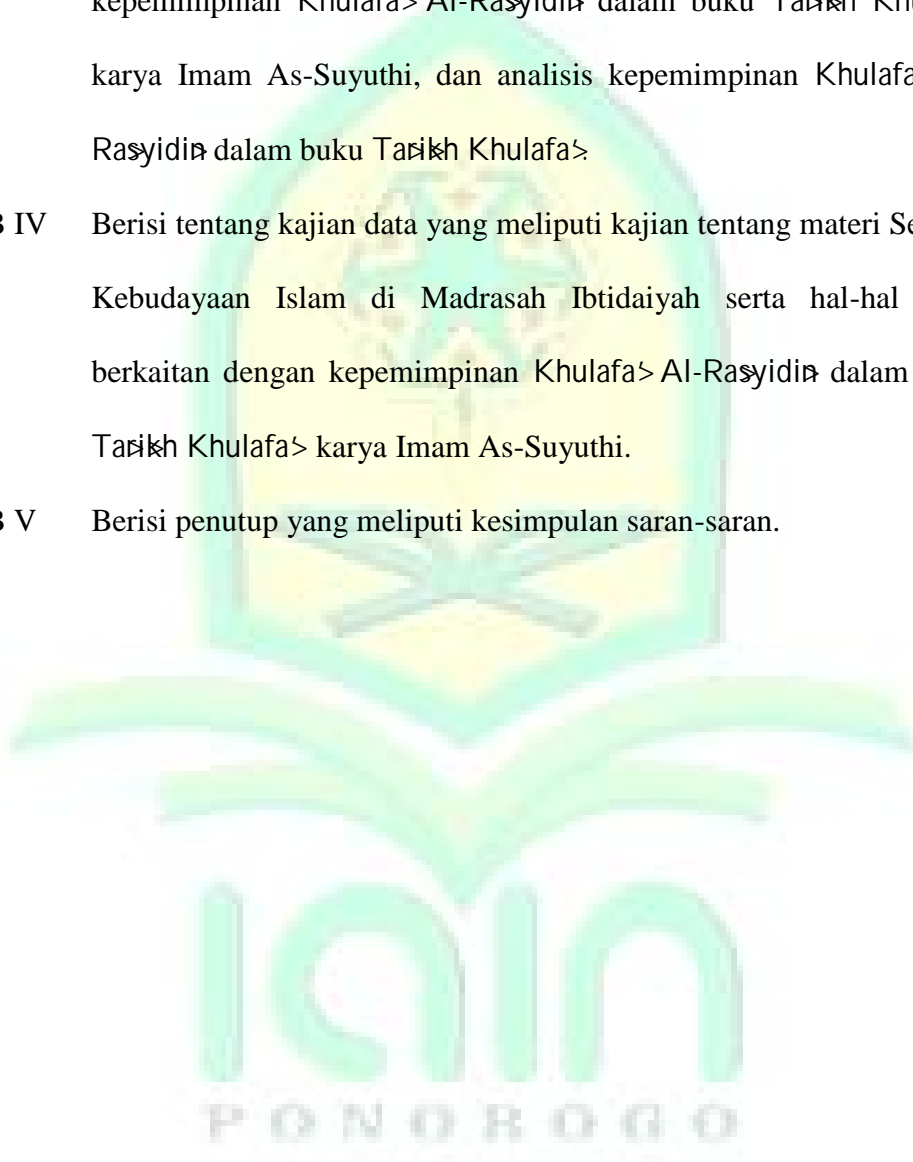 kepemimpinan Khulafa> Al-Rasyidin dalam buku Tarikh Khu
karya Imam As-Suyuthi, dan analisis kepemimpinan Khulafa
Rasyidin dalam buku Tarikh Khulafa>.
IV Berisi tentang kajian data yang meliputi kajian tentang materi Se
Kebudayaan Islam di Madrasah Ibtidaiyah serta hal-hal
berkaitan dengan kepemimpinan Khulafa> Al-Rasyidin dalam
Tarikh Khulafa> karya Imam As-Suyuthi.
V Berisi penutup yang meliputi kesimpulan saran-saran.
iain
PONOROGO